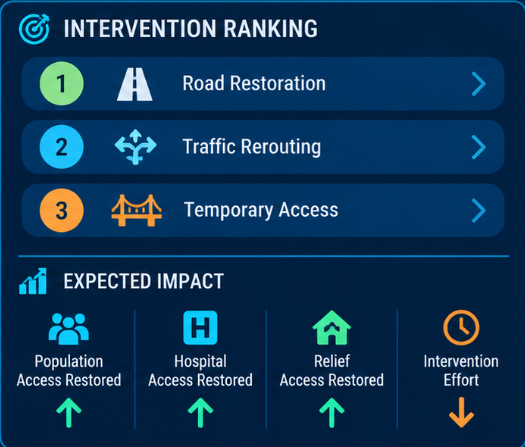 INTERVENTION RANKING
1 Road Restoration
2 Traffic Rerouting
3 Temporary Access
EXPECTED IMPACT
Population
Access Restored
Hospital
Access Restored
Relief
Access Restored
Intervention
Effort
H